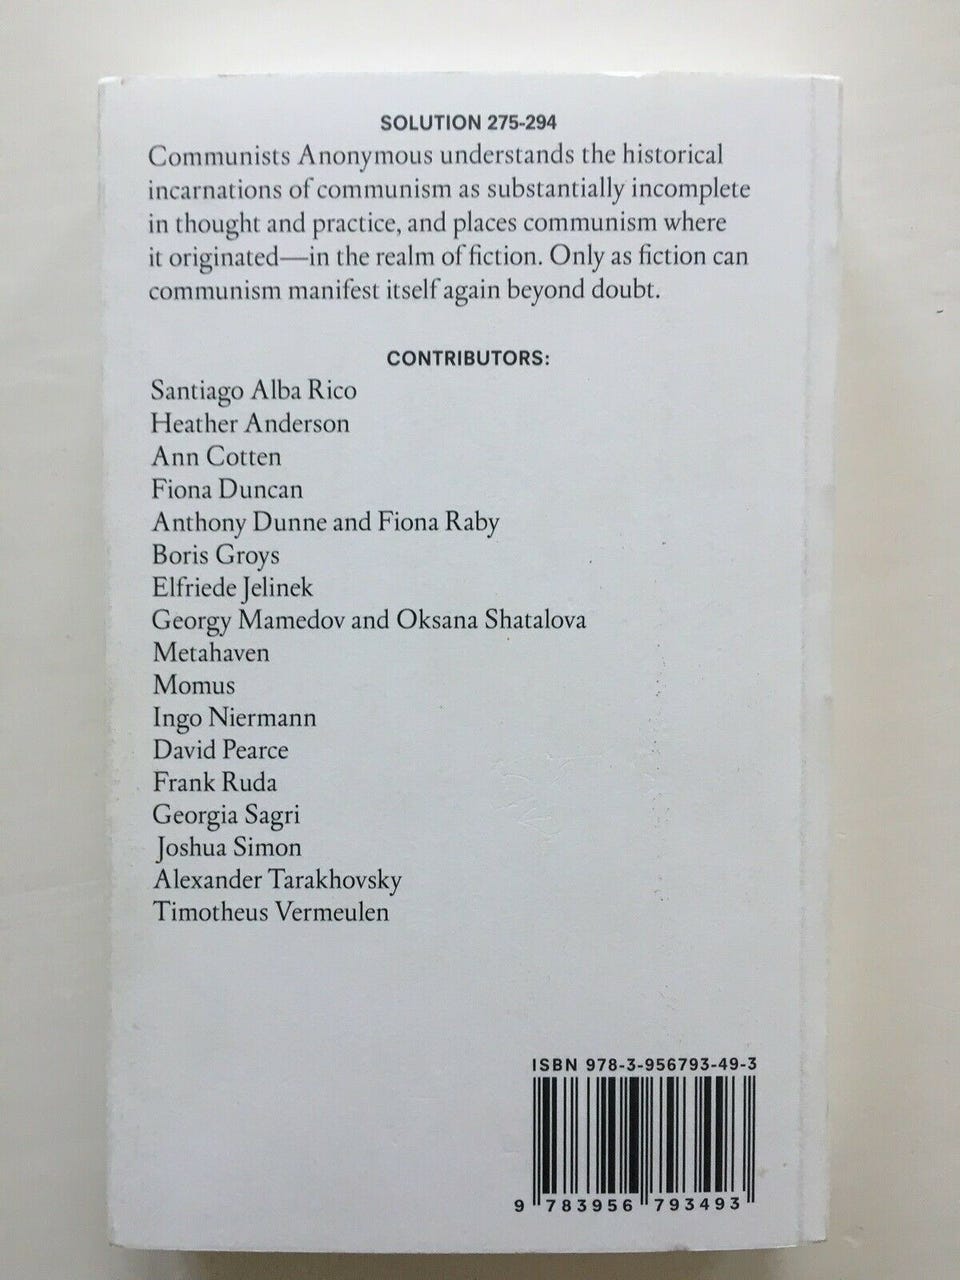 SOLUTION 275-294
Communists Anonymous understands the historical
incarnations of communism as substantially incomplete
in thought and practice, and places communism where
it originated—in the realm of fiction. Only as fiction can
communism manifest itself again beyond doubt.
CONTRIBUTORS:
Santiago Alba Rico
Heather Anderson
Ann Cotten
Fiona Duncan
Anthony Dunne and Fiona Raby
Boris Groys
Elfriede Jelinek
Georgy Mamedov and Oksana Shatalova
Metahaven
Momus
Ingo Niermann
David Pearce
Frank Ruda
Georgia Sagri
Joshua Simon
Alexander Tarakhovsky
Timotheus Vermeulen
ISBN 978-3-956793-49-3
9 783956 793493